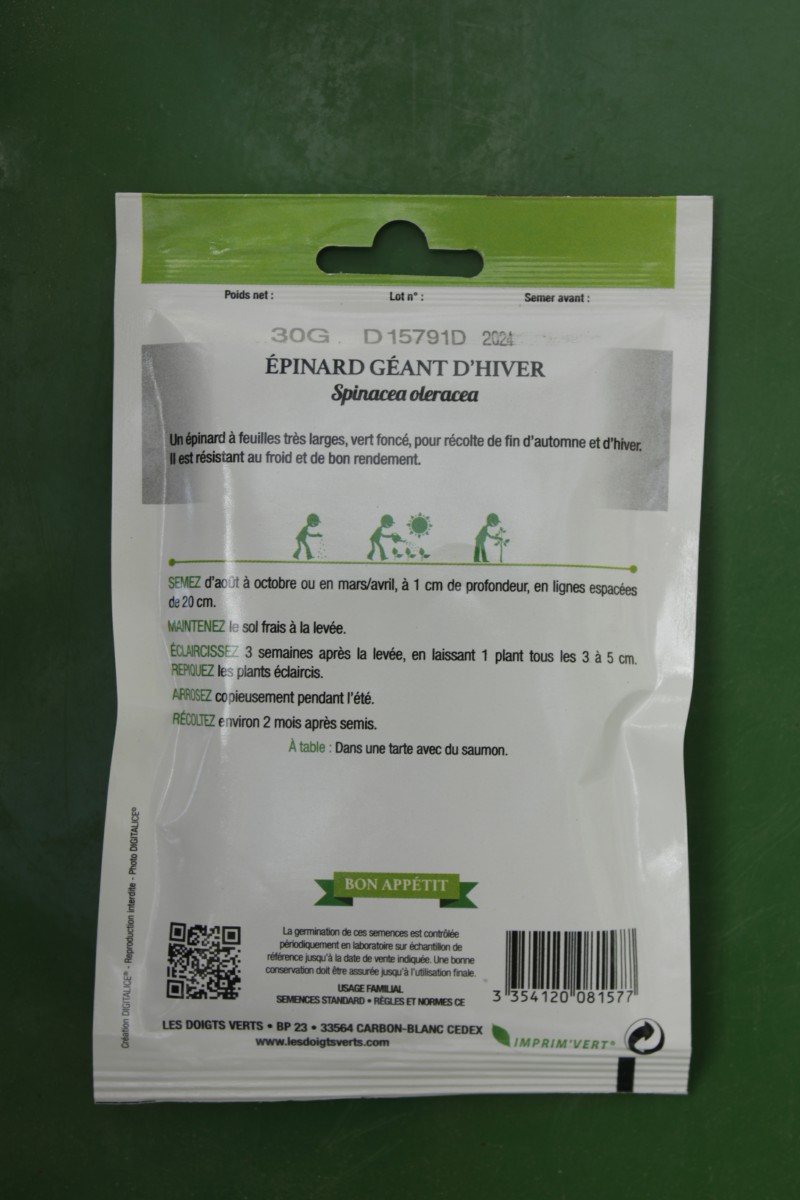 Poids net : Lot n° : Semer avant :
30G D15791D 2024
ÉPINARD GÉANT D'HIVER
Spinacea oleracea
Un épinard à feuilles très larges, vert foncé, pour récolte de fin d'automne et d'hiver.
Il est résistant au froid et de bon rendement.
SEMEZ d'août à octobre ou en mars/avril, à 1 cm de profondeur, en lignes espacées
de 20 cm.
MAINTENEZ le sol frais à la levée.
ÉCLAIRCISSEZ 3 semaines après la levée, en laissant 1 plant tous les 3 à 5 cm.
REPIQUEZ les plants éclaircis.
ARROSEZ copieusement pendant l'été.
RÉCOLTEZ environ 2 mois après semis.
À table : Dans une tarte avec du saumon.
Création DIGITALICE® - Reproduction interdite - Photo DIGITALICE®
BON APPÉTIT
La germination de ces semences est contrôlée
périodiquement en laboratoire sur échantillon de
référence jusqu'à la date de vente indiquée. Une bonne
conservation doit être assurée jusqu'à l'utilisation finale.
USAGE FAMILIAL
SEMENCES STANDARD • RÈGLES ET NORMES CE
3 354120 081577
LES DOIGTS VERTS • BP 23 • 33564 CARBON-BLANC CEDEX
www.lesdoigtsverts.com
IMPRIM'VERT®